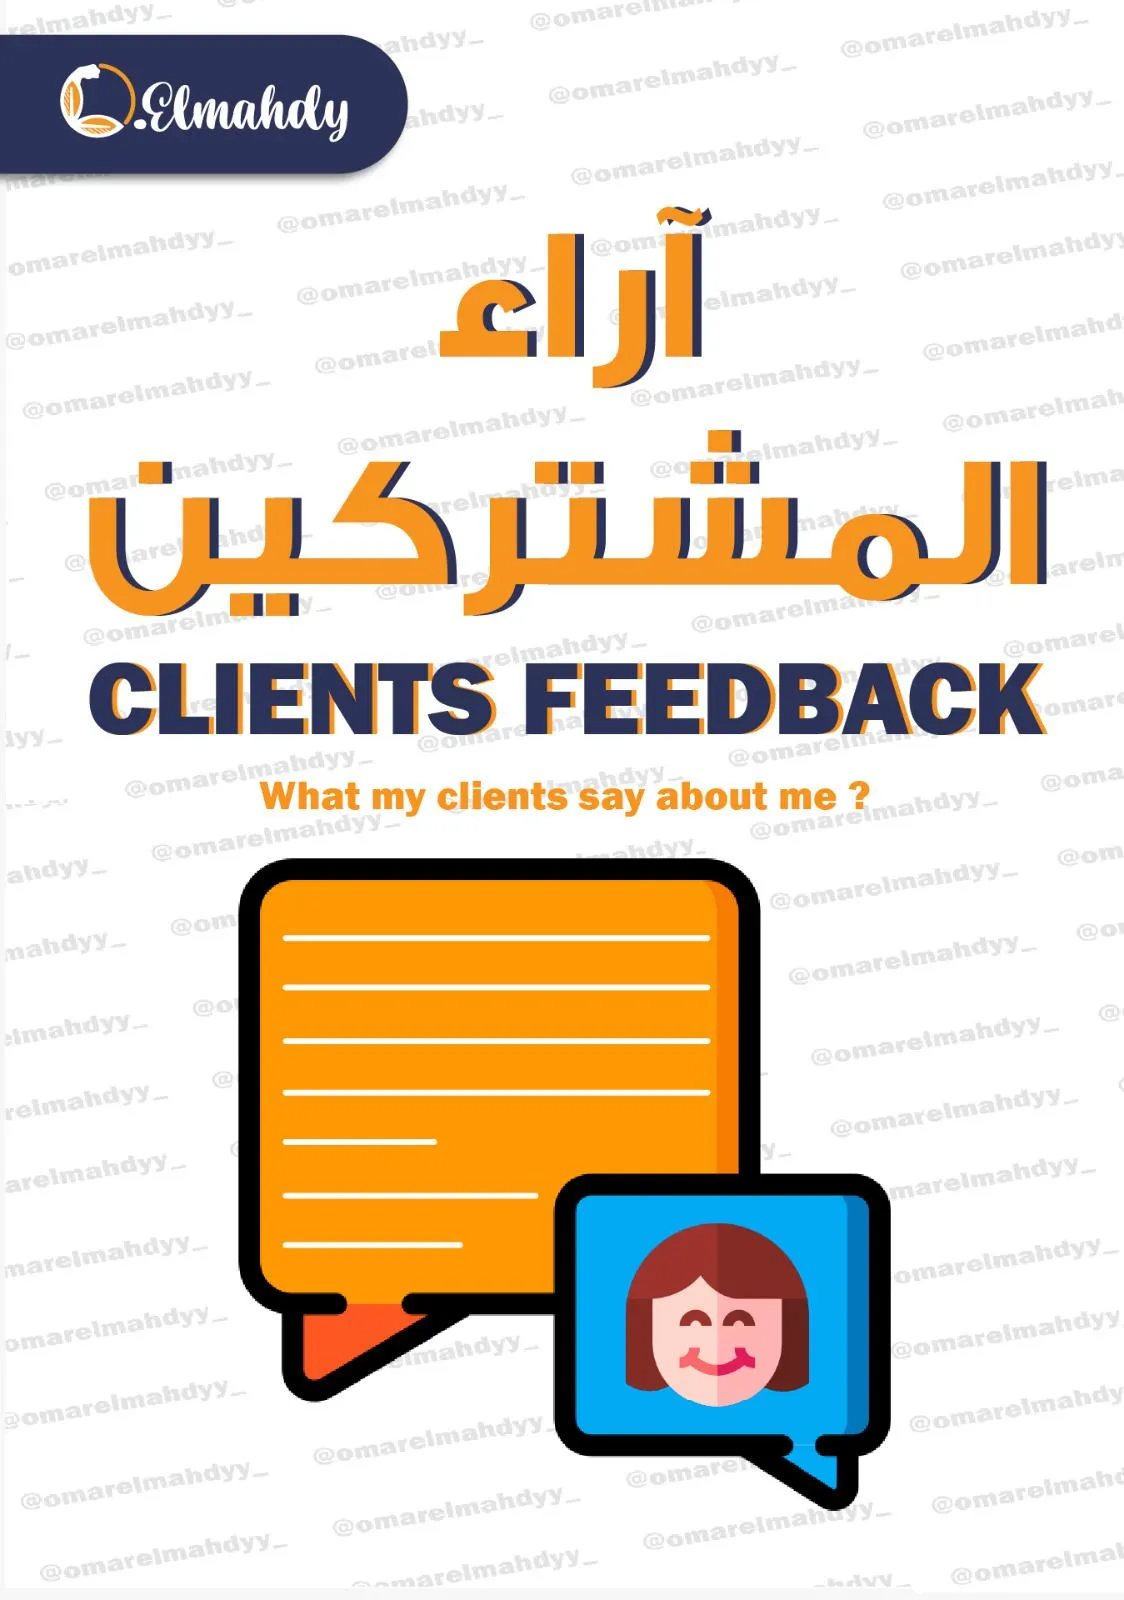 .Elmahdy
آراء
المشتركين
CLIENTS FEEDBACK
What my clients say about me ?
@omarelmahdyy_